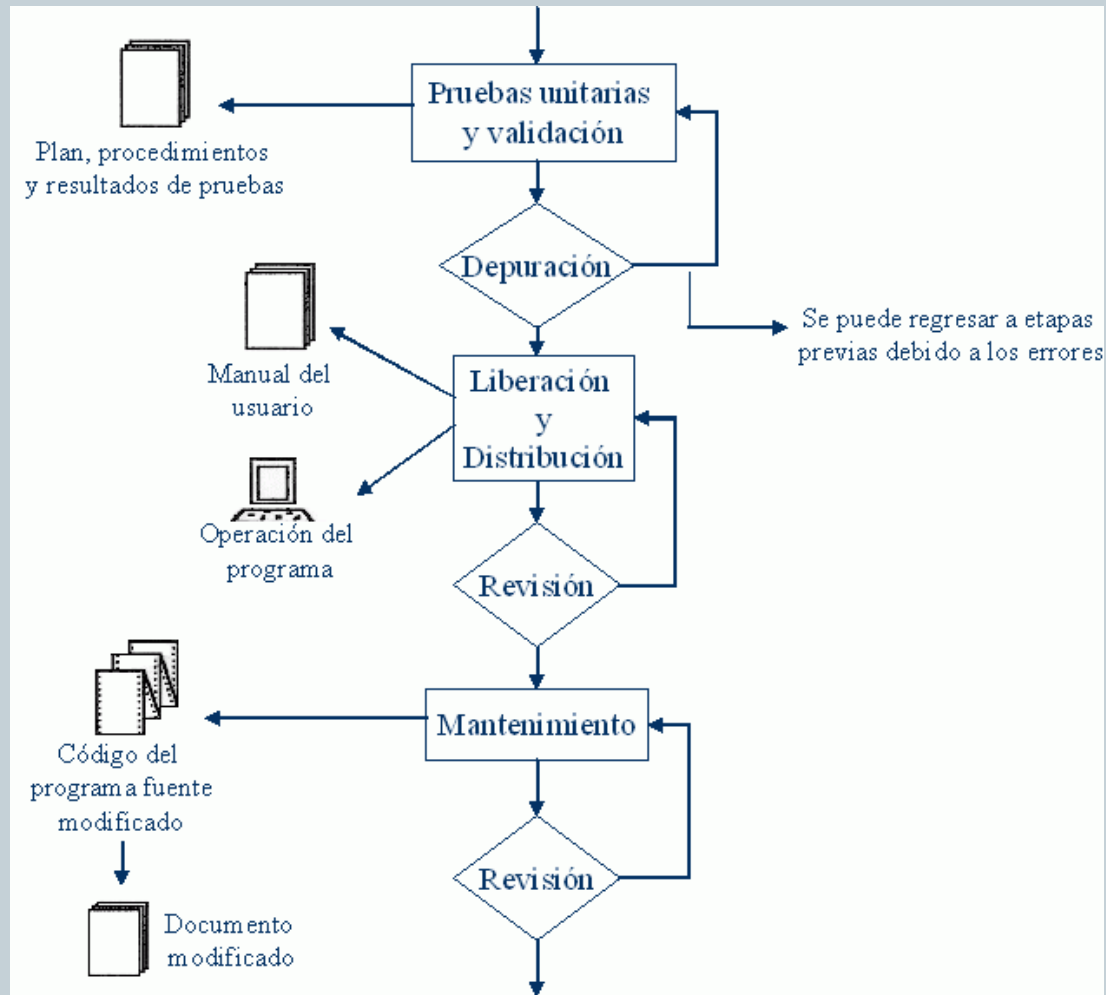 Pruebas unitarias
y validación
Plan, procedimientos
y resultados de pruebas
Depuración
Se puede regresar a etapas
previas debido a los errores
Manual del
usuario
Liberación
y
Distribución
Operación del
programa
Revisión
Mantenimiento
Código del
programa fuente
modificado
Revisión
Documento
modificado